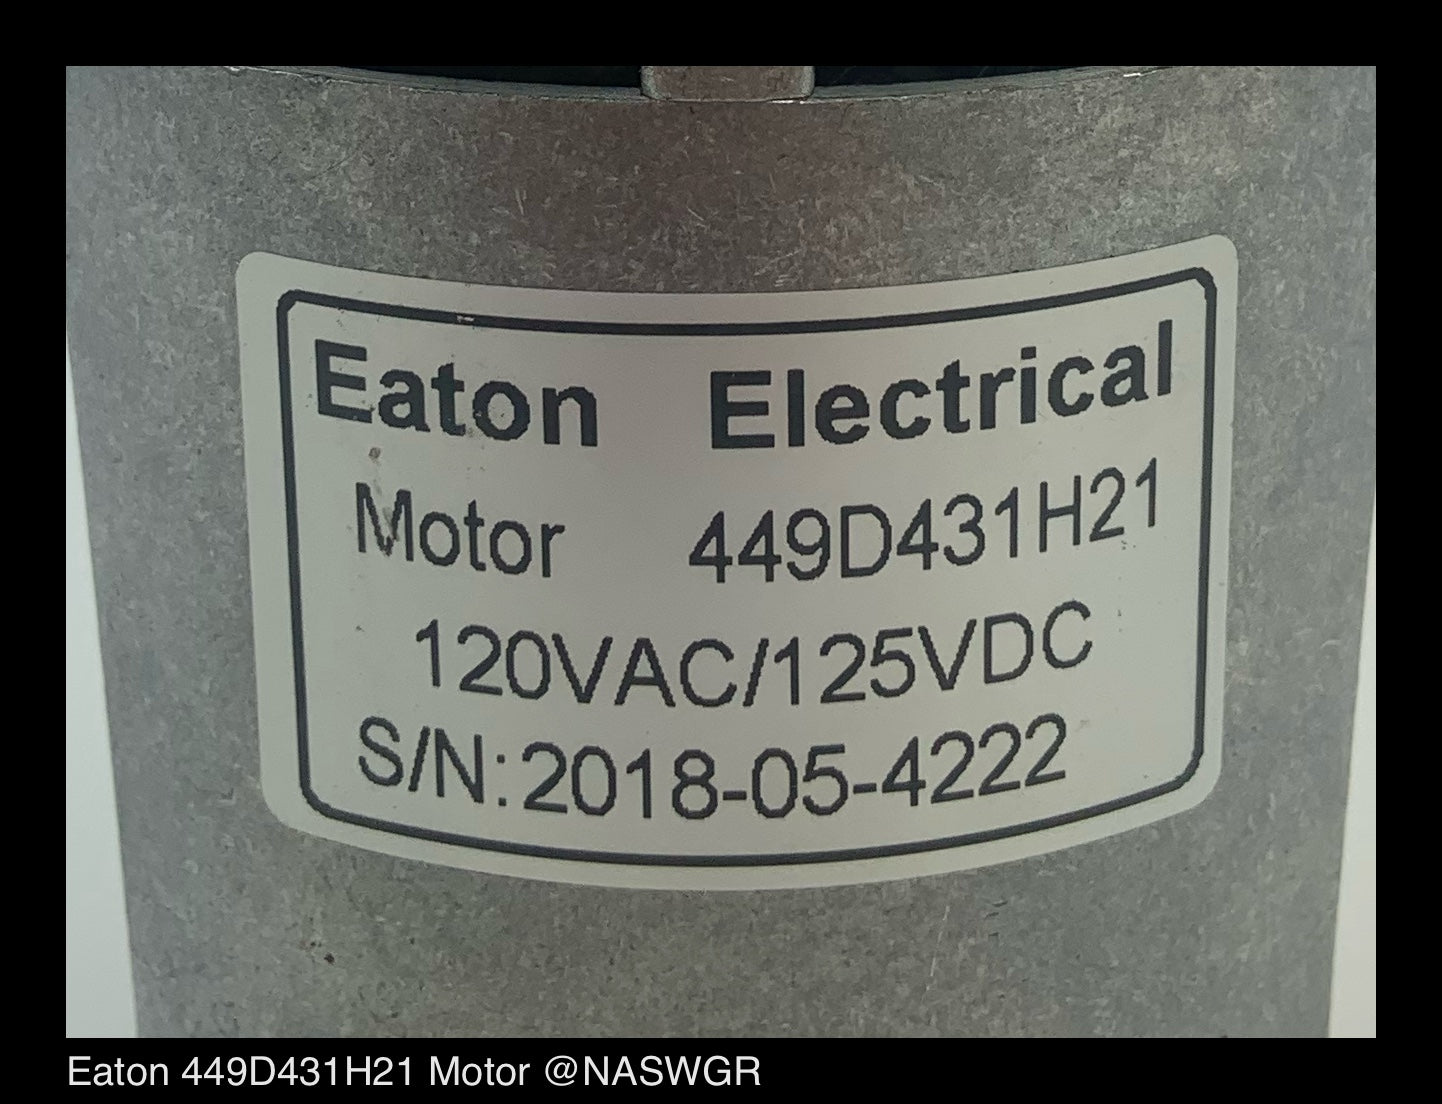 Eaton Electrical
Motor 449D431H21
120VAC/125VDC
S/N:2018-05-4222
Eaton 449D431H21 Motor @NASWGR